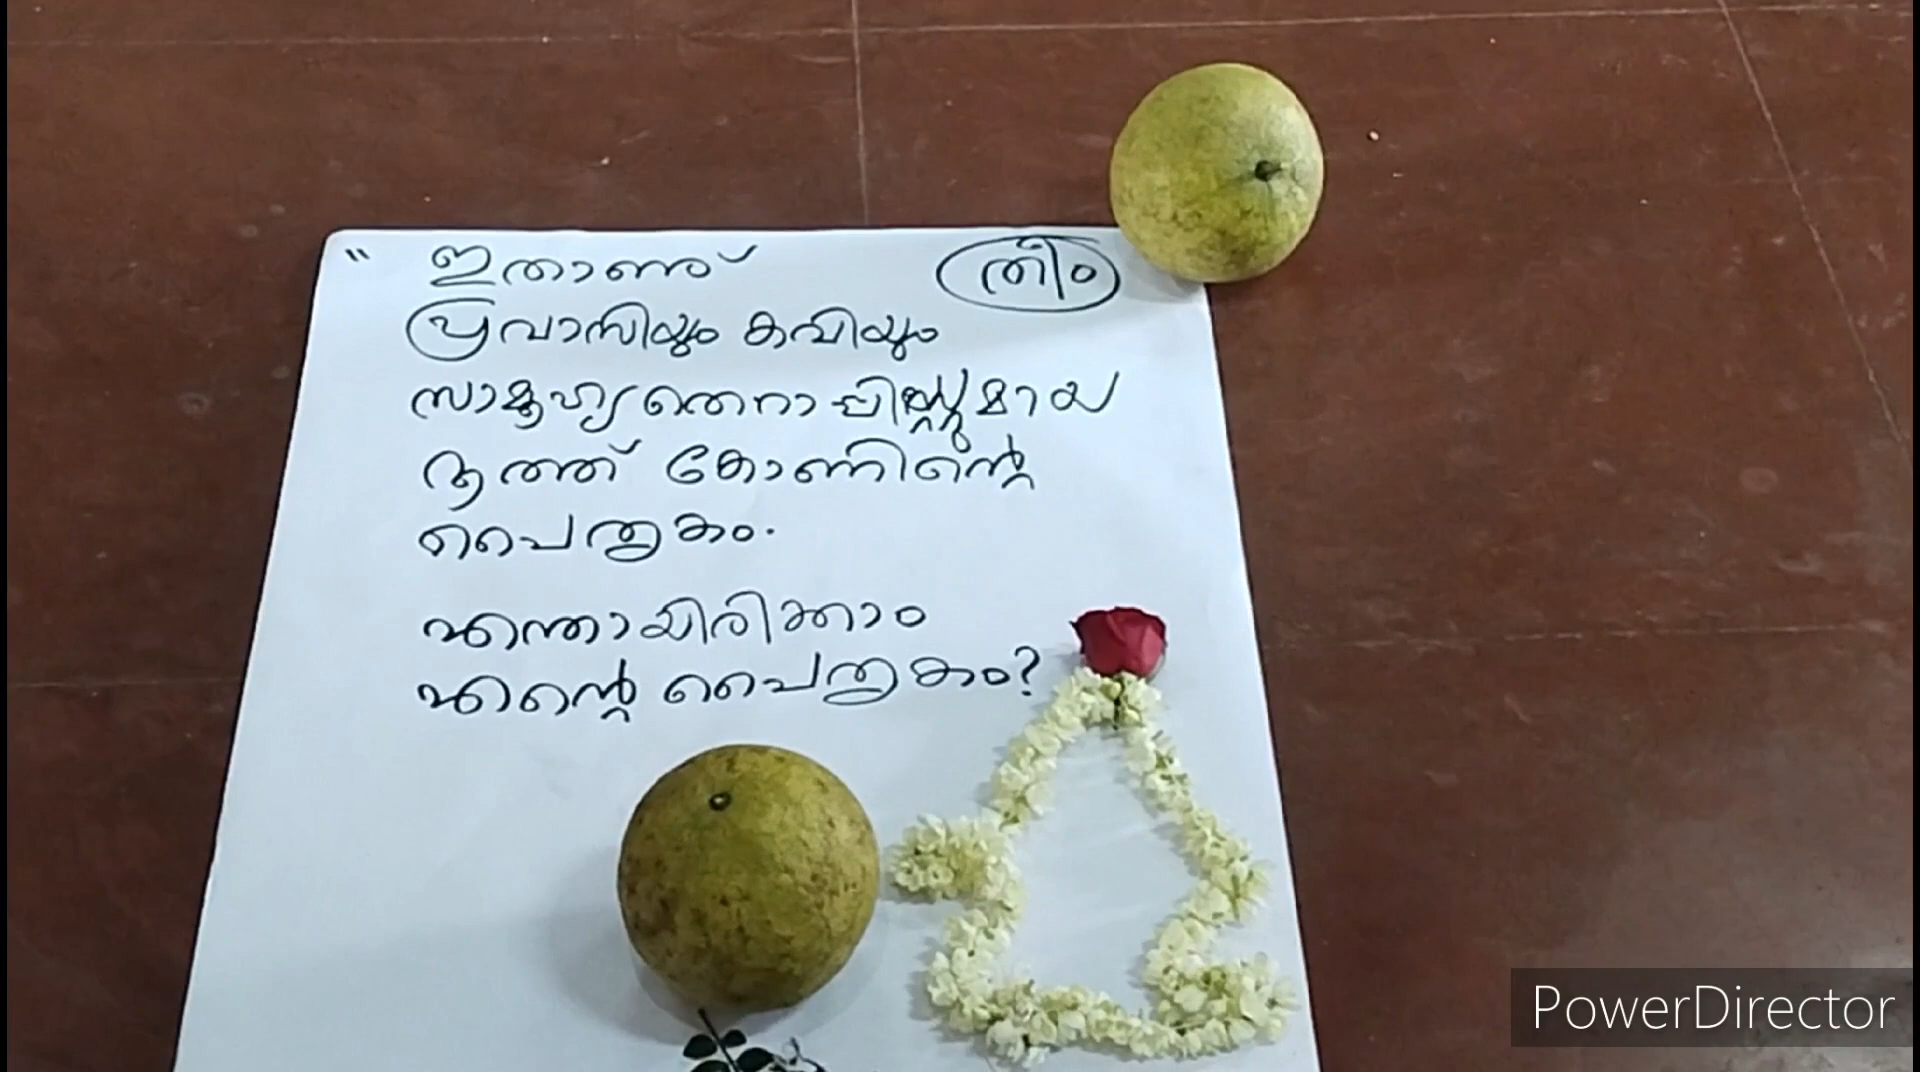 " ഇതാണ്
തീം
പ്രവാസിയും കവിയും
സാമൂഹ്യതെറാപ്പിസ്റ്റുമായ
റൂത്ത് കോണിന്റെ
പൈതൃകം.
എന്തായിരിക്കാം
എന്റെ പൈതൃകം?
PowerDirector